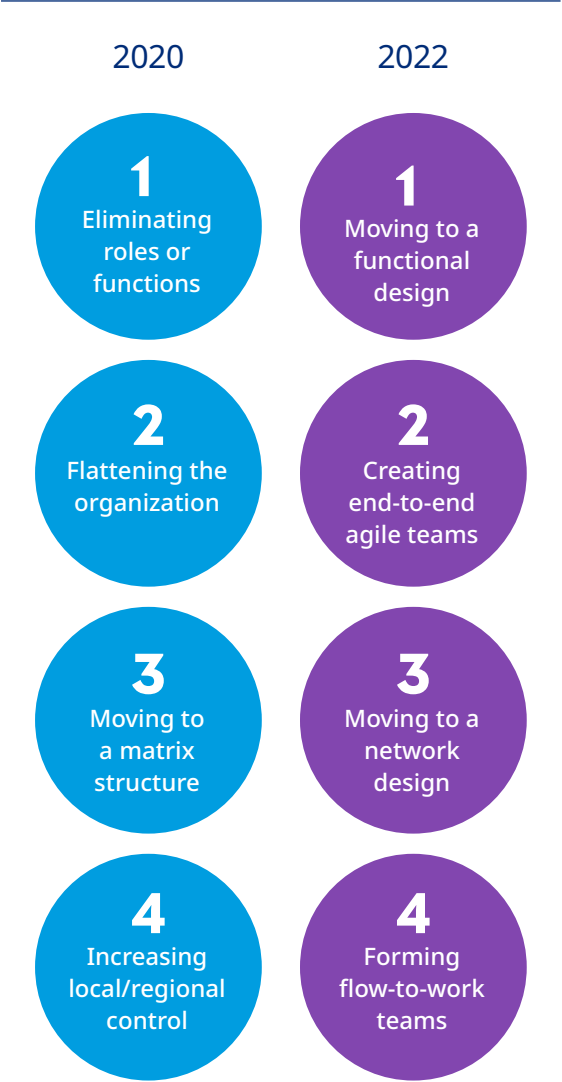 2020
2022
1
Eliminating
roles or
functions
1
Moving to a
functional
design
2
Flattening the
organization
2
Creating
end-to-end
agile teams
3
Moving to
a matrix
structure
3
Moving to a
network
design
4
Increasing
local/regional
control
4
Forming
flow-to-work
teams